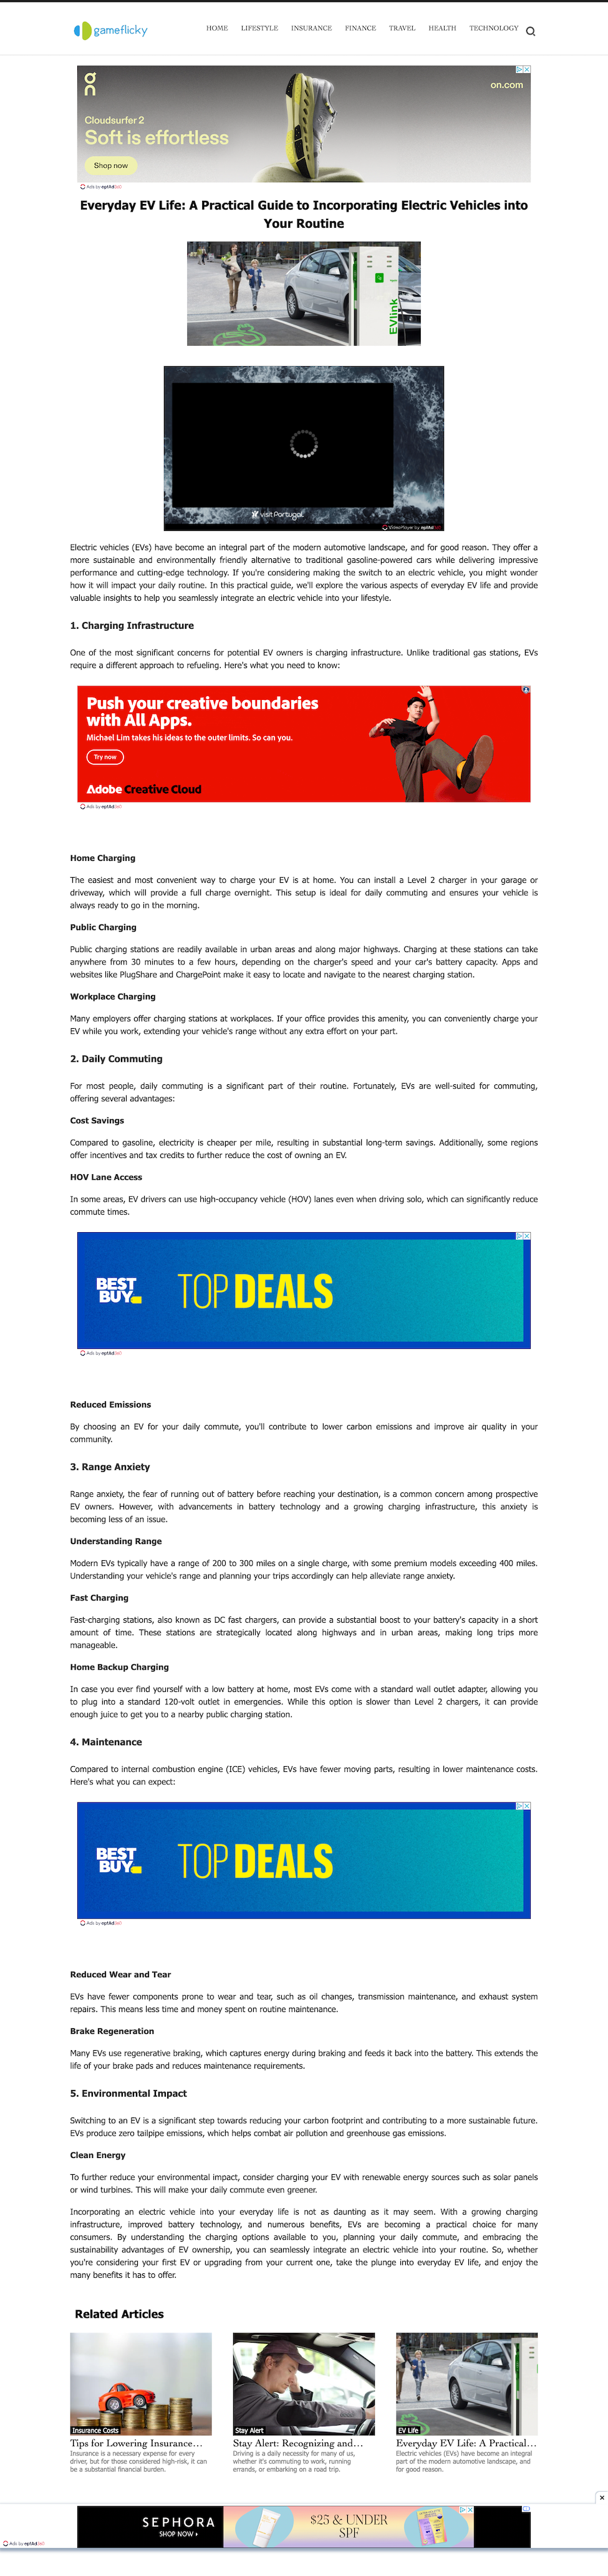 gameflicky
HOME LIFESTYLE INSURANCE FINANCE TRAVEL HEALTH TECHNOLOGY
on
on.com
Cloudsurfer 2
Soft is effortless
Shop now
Ads by eptAd360
Everyday EV Life: A Practical Guide to Incorporating Electric Vehicles into
Your Routine
EVlink
visit Portugal
VideoPlayer by eptAd360
Electric vehicles (EVs) have become an integral part of the modern automotive landscape, and for good reason. They offer a
more sustainable and environmentally friendly alternative to traditional gasoline-powered cars while delivering impressive
performance and cutting-edge technology. If you're considering making the switch to an electric vehicle, you might wonder
how it will impact your daily routine. In this practical guide, we'll explore the various aspects of everyday EV life and provide
valuable insights to help you seamlessly integrate an electric vehicle into your lifestyle.
1. Charging Infrastructure
One of the most significant concerns for potential EV owners is charging infrastructure. Unlike traditional gas stations, EVs
require a different approach to refueling. Here's what you need to know:
Push your creative boundaries
with All Apps.
Michael Lim takes his ideas to the outer limits. So can you.
Try now
Adobe Creative Cloud
Ads by eptAd360
Home Charging
The easiest and most convenient way to charge your EV is at home. You can install a Level 2 charger in your garage or
driveway, which will provide a full charge overnight. This setup is ideal for daily commuting and ensures your vehicle is
always ready to go in the morning.
Public Charging
Public charging stations are readily available in urban areas and along major highways. Charging at these stations can take
anywhere from 30 minutes to a few hours, depending on the charger's speed and your car's battery capacity. Apps and
websites like PlugShare and ChargePoint make it easy to locate and navigate to the nearest charging station.
Workplace Charging
Many employers offer charging stations at workplaces. If your office provides this amenity, you can conveniently charge your
EV while you work, extending your vehicle's range without any extra effort on your part.
2. Daily Commuting
For most people, daily commuting is a significant part of their routine. Fortunately, EVs are well-suited for commuting,
offering several advantages:
Cost Savings
Compared to gasoline, electricity is cheaper per mile, resulting in substantial long-term savings. Additionally, some regions
offer incentives and tax credits to further reduce the cost of owning an EV.
HOV Lane Access
In some areas, EV drivers can use high-occupancy vehicle (HOV) lanes even when driving solo, which can significantly reduce
commute times.
BEST BUY TOP DEALS
Ads by eptAd360
Reduced Emissions
By choosing an EV for your daily commute, you'll contribute to lower carbon emissions and improve air quality in your
community.
3. Range Anxiety
Range anxiety, the fear of running out of battery before reaching your destination, is a common concern among prospective
EV owners. However, with advancements in battery technology and a growing charging infrastructure, this anxiety is
becoming less of an issue.
Understanding Range
Modern EVs typically have a range of 200 to 300 miles on a single charge, with some premium models exceeding 400 miles.
Understanding your vehicle's range and planning your trips accordingly can help alleviate range anxiety.
Fast Charging
Fast-charging stations, also known as DC fast chargers, can provide a substantial boost to your battery's capacity in a short
amount of time. These stations are strategically located along highways and in urban areas, making long trips more
manageable.
Home Backup Charging
In case you ever find yourself with a low battery at home, most EVs come with a standard wall outlet adapter, allowing you
to plug into a standard 120-volt outlet in emergencies. While this option is slower than Level 2 chargers, it can provide
enough juice to get you to a nearby public charging station.
4. Maintenance
Compared to internal combustion engine (ICE) vehicles, EVs have fewer moving parts, resulting in lower maintenance costs.
Here's what you can expect:
BEST BUY TOP DEALS
Ads by eptAd360
Reduced Wear and Tear
EVs have fewer components prone to wear and tear, such as oil changes, transmission maintenance, and exhaust system
repairs. This means less time and money spent on routine maintenance.
Brake Regeneration
Many EVs use regenerative braking, which captures energy during braking and feeds it back into the battery. This extends the
life of your brake pads and reduces maintenance requirements.
5. Environmental Impact
Switching to an EV is a significant step towards reducing your carbon footprint and contributing to a more sustainable future.
EVs produce zero tailpipe emissions, which helps combat air pollution and greenhouse gas emissions.
Clean Energy
To further reduce your environmental impact, consider charging your EV with renewable energy sources such as solar panels
or wind turbines. This will make your daily commute even greener.
Incorporating an electric vehicle into your everyday life is not as daunting as it may seem. With a growing charging
infrastructure, improved battery technology, and numerous benefits, EVs are becoming a practical choice for many
consumers. By understanding the charging options available to you, planning your daily commute, and embracing the
sustainability advantages of EV ownership, you can seamlessly integrate an electric vehicle into your routine. So, whether
you're considering your first EV or upgrading from your current one, take the plunge into everyday EV life, and enjoy the
many benefits it has to offer.
Related Articles
Insurance Costs
Tips for Lowering Insurance...
Insurance is a necessary expense for every
driver, but for those considered high-risk, it can
be a substantial financial burden.
Stay Alert
Stay Alert: Recognizing and...
Driving is a daily necessity for many of us,
whether it's commuting to work, running
errands, or embarking on a road trip.
EV Life
Everyday EV Life: A Practical...
Electric vehicles (EVs) have become an integral
part of the modern automotive landscape, and
for good reason.
SEPHORA
SHOP NOW
$25 & UNDER
SPF
Ads by eptAd360